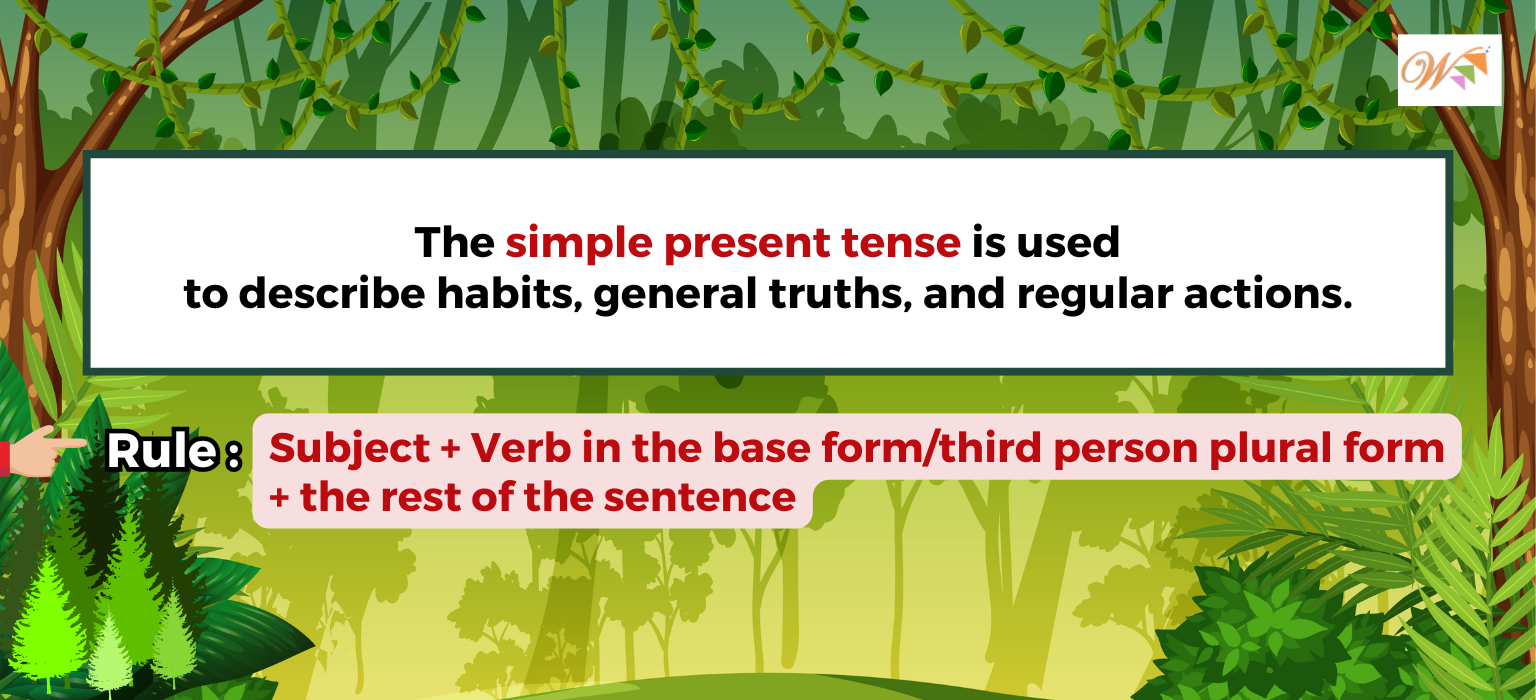 W
The simple present tense is used
to describe habits, general truths, and regular actions.
Rule: Subject + Verb in the base form/third person plural form
+ the rest of the sentence